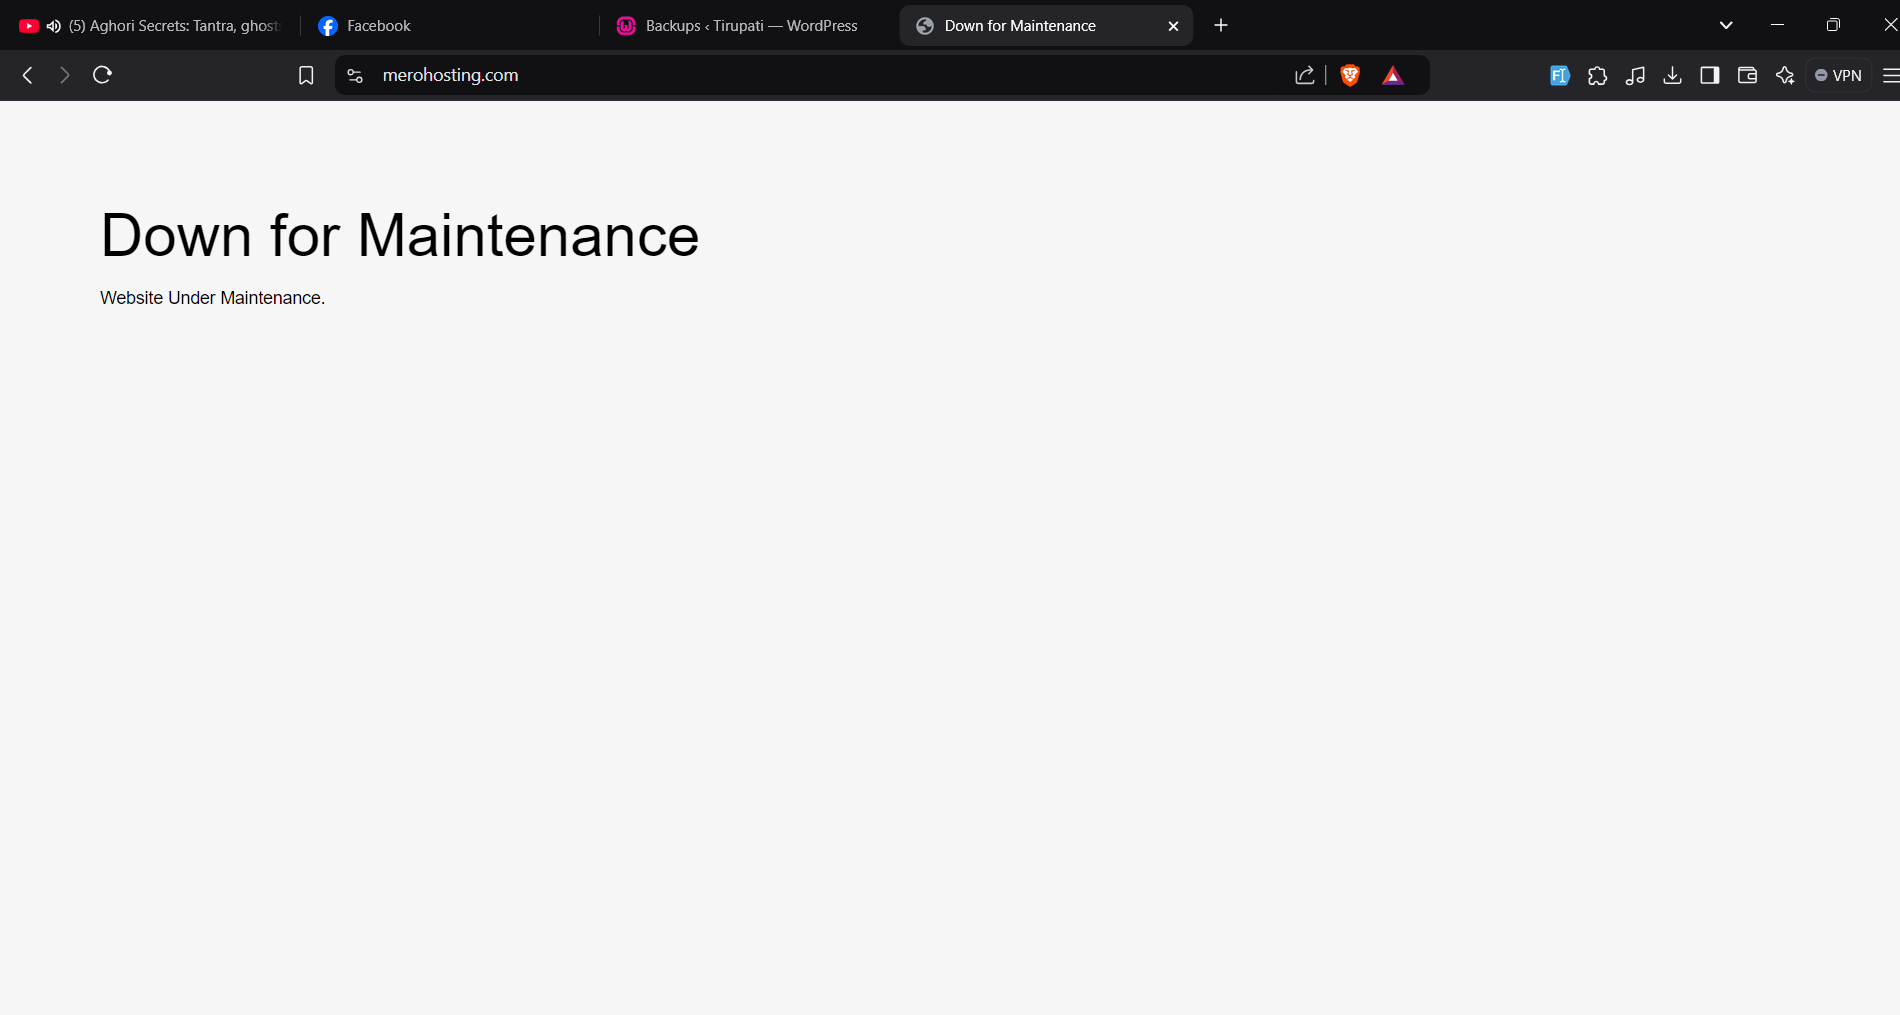 (5) Aghori Secrets: Tantra, ghost
Facebook
Backups ‹ Tirupati — WordPress
Down for Maintenance
merohosting.com
VPN
Down for Maintenance
Website Under Maintenance.